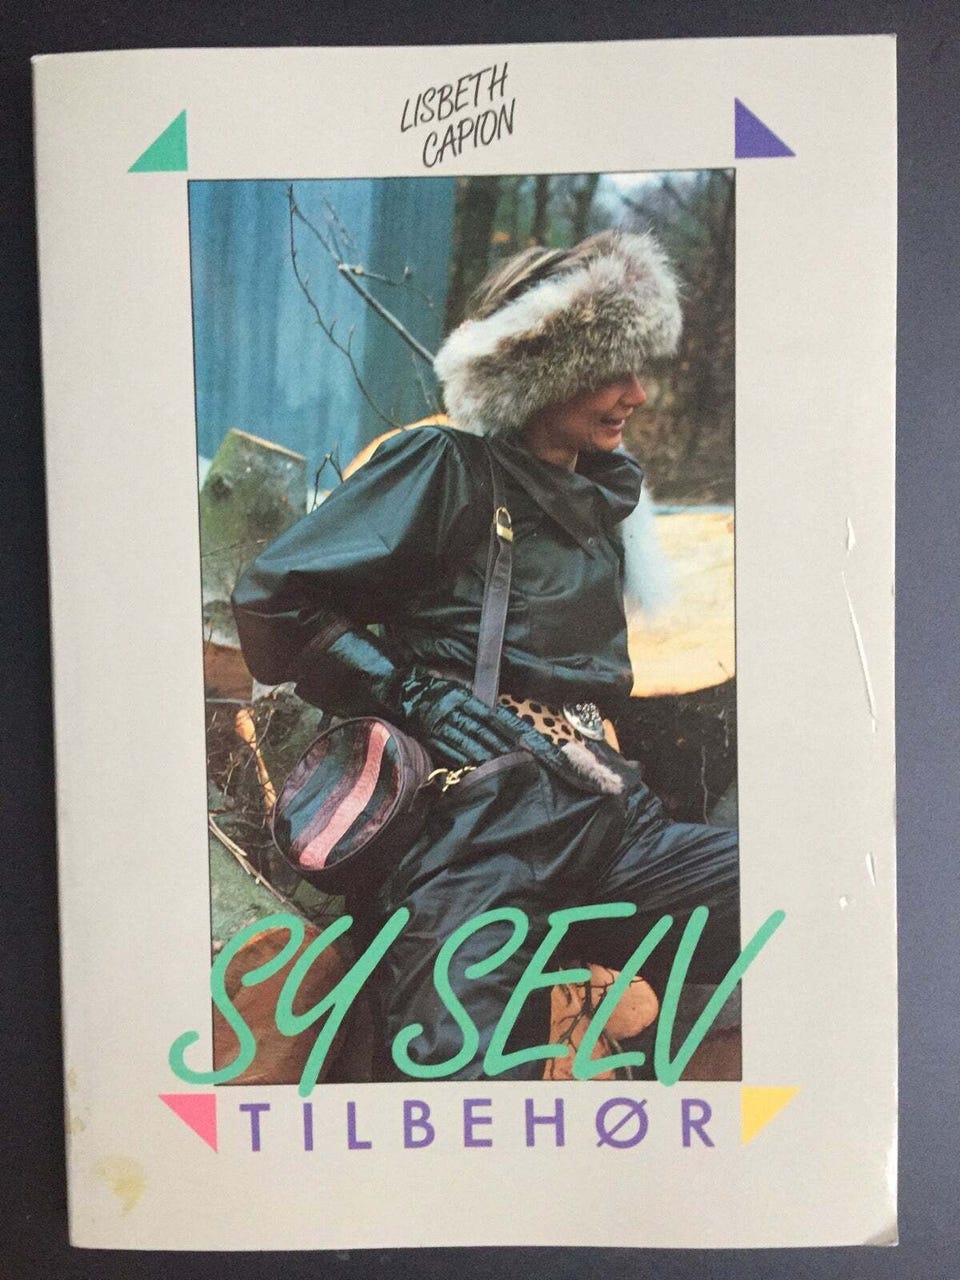 LISBETH
CAPION
SY SELV
TILBEHØR